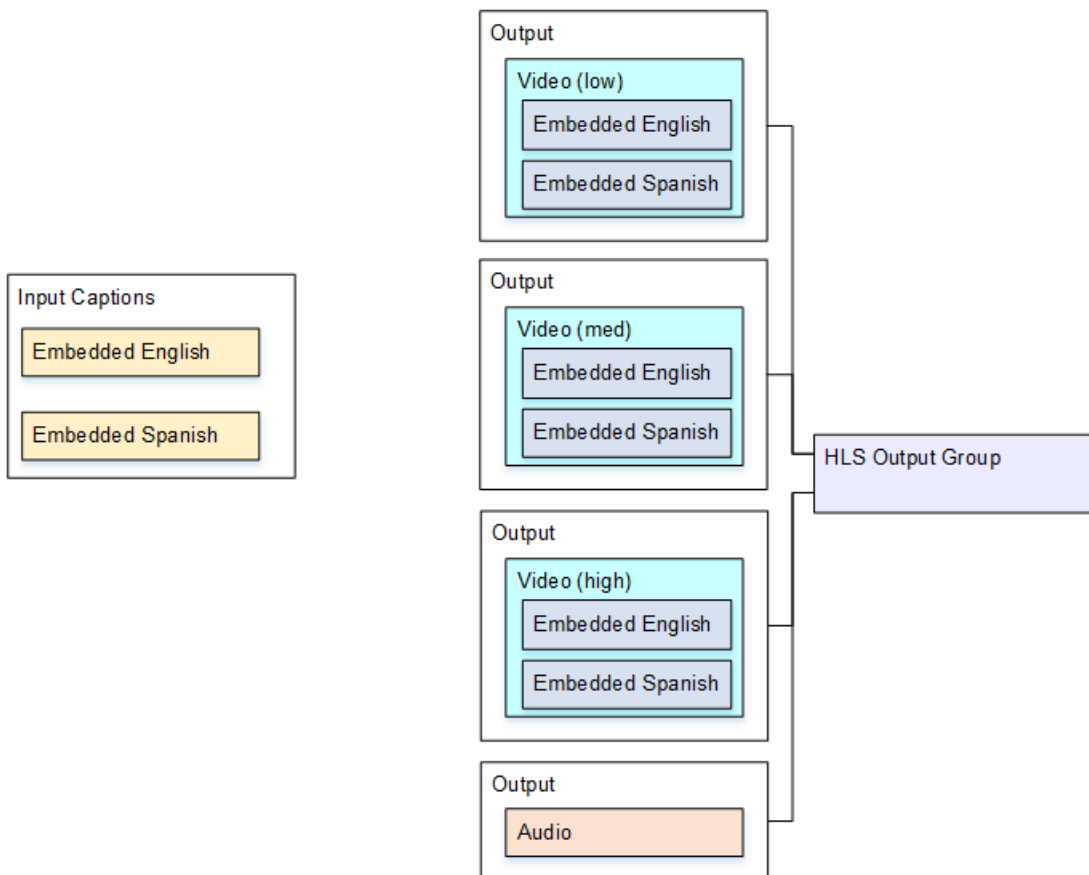 Input Captions
Embedded English
Embedded Spanish
Output
Video (low)
Embedded English
Embedded Spanish
Output
Video (med)
Embedded English
Embedded Spanish
Output
Video (high)
Embedded English
Embedded Spanish
Output
Audio
HLS Output Group